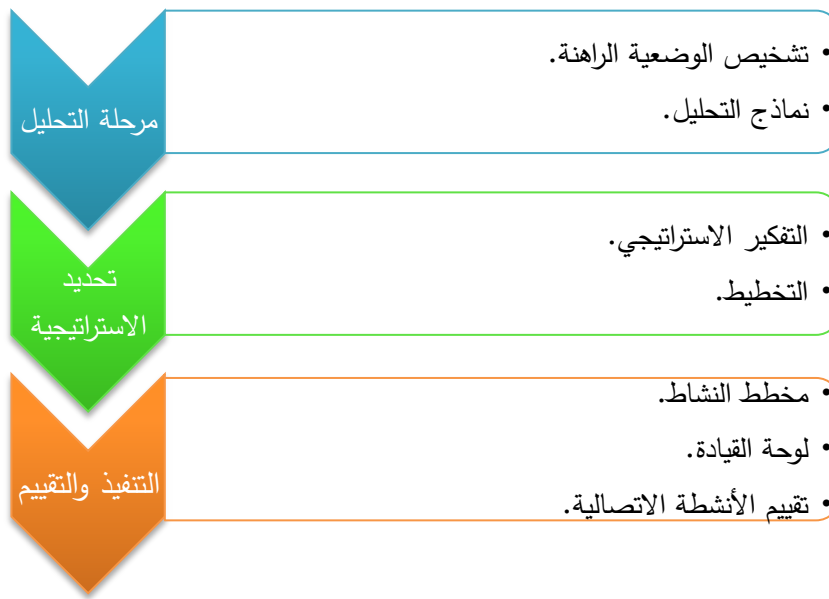 مرحلة التحليل
• تشخيص الوضعية الراهنة.
• نماذج التحليل.
تحديد
الاستراتيجية
• التفكير الاستراتيجي.
• التخطيط.
التنفيذ والتقييم
• مخطط النشاط.
• لوحة القيادة.
• تقييم الأنشطة الاتصالية.